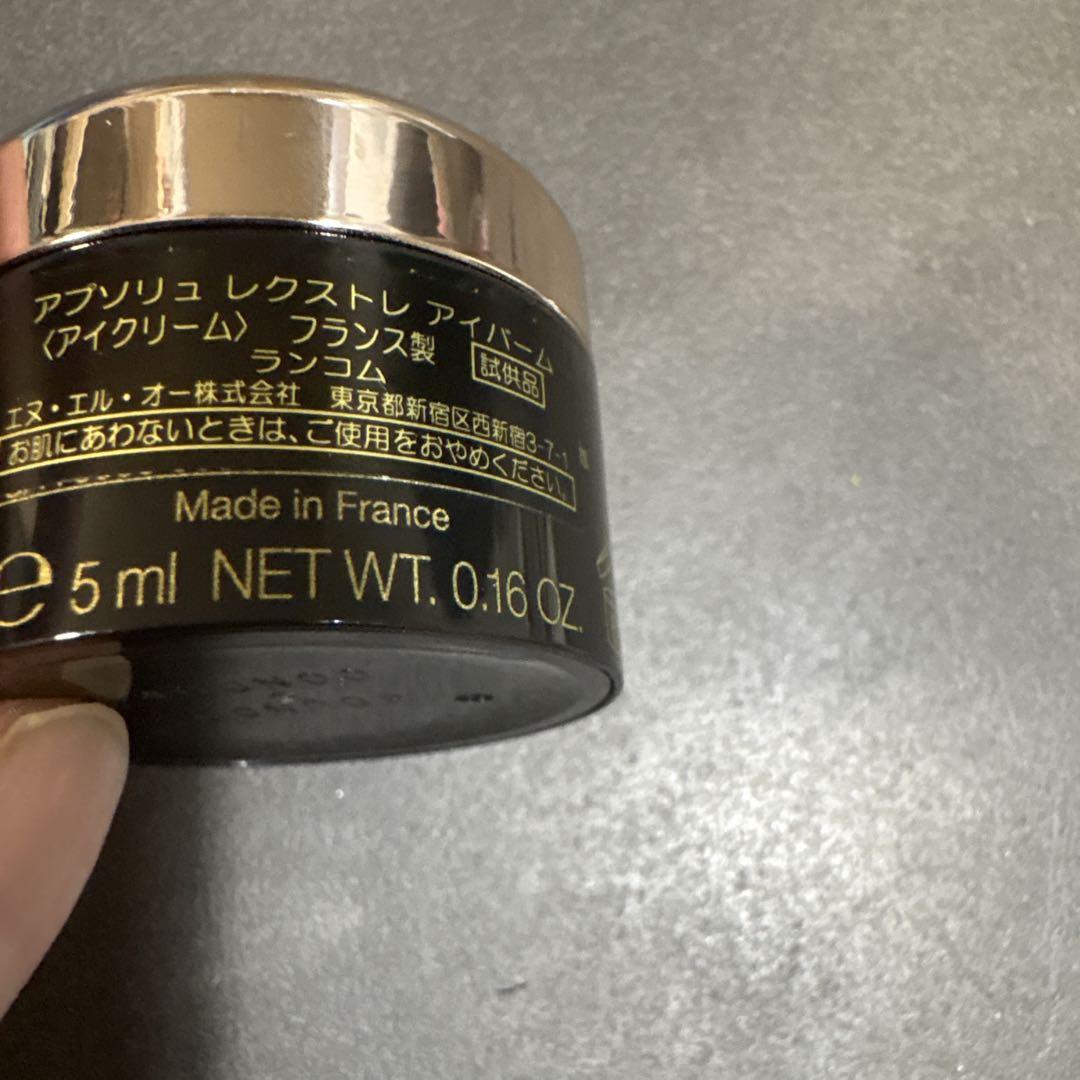 アプソリュ レクストレ アイバーム
〈アイクリーム〉 フランス製 試供品
ランコム
エヌ・エル・オー株式会社 東京都新宿区西新宿3-7-1
お肌にあわないときは、ご使用をおやめください。
Made in France
e 5 ml NET WT. 0.16 OZ.